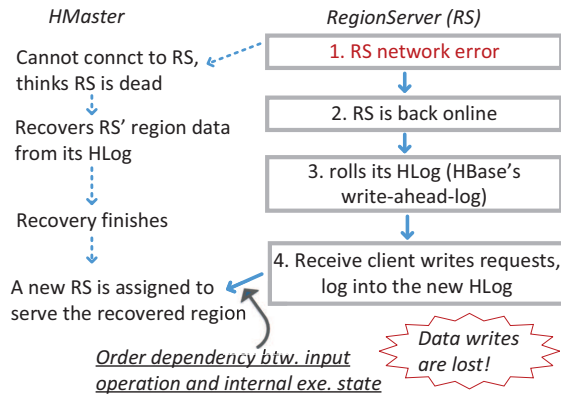 HMaster
RegionServer (RS)
Cannot connct to RS,
thinks RS is dead
Recovers RS' region data
from its HLog
Recovery finishes
A new RS is assigned to
serve the recovered region
1. RS network error
2. RS is back online
3. rolls its HLog (HBase's
write-ahead-log)
4. Receive client writes requests,
log into the new HLog
Order dependency btw. input
operation and internal exe. state
Data writes
are lost!